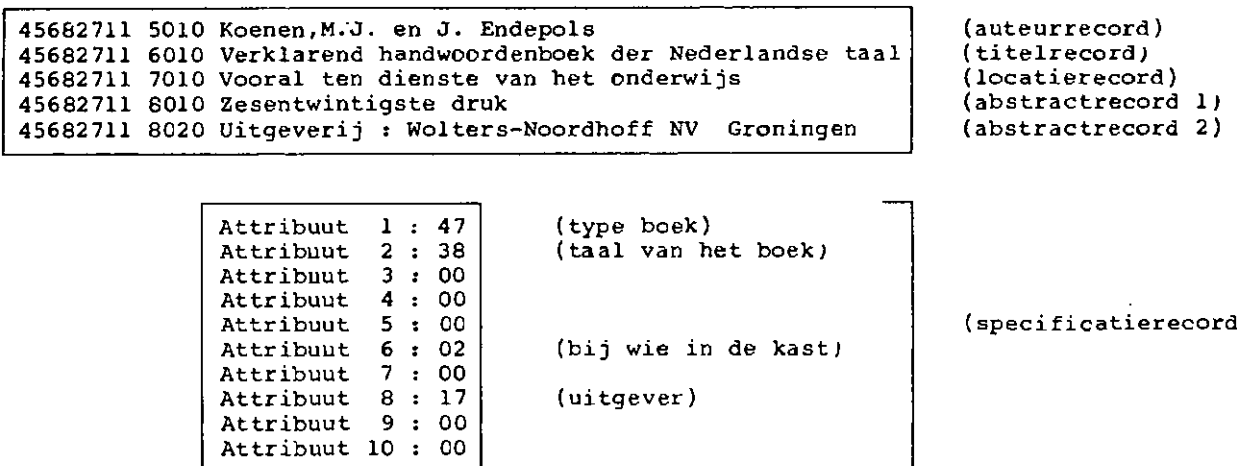 45682711 5010 Koenen,M.J. en J. Endepols (auteurrecord)
45682711 6010 Verklarend handwoordenboek der Nederlandse taal (titelrecord)
45682711 7010 Vooral ten dienste van het onderwijs (locatierecord)
45682711 8010 Zesentwintigste druk (abstractrecord 1)
45682711 8020 Uitgeverij : Wolters-Noordhoff NV Groningen (abstractrecord 2)
Attribuut 1 : 47 (type boek)
Attribuut 2 : 38 (taal van het boek)
Attribuut 3 : 00
Attribuut 4 : 00
Attribuut 5 : 00 (specificatierecord
Attribuut 6 : 02 (bij wie in de kast)
Attribuut 7 : 00
Attribuut 8 : 17 (uitgever)
Attribuut 9 : 00
Attribuut 10 : 00